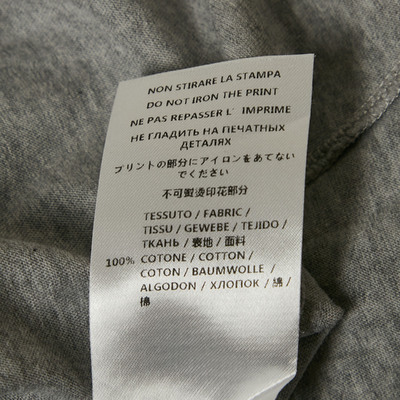 NON STIRARE LA STAMPA
DO NOT IRON THE PRINT
NE PAS REPASSER L' IMPRIME
НЕ ГЛАДИТЬ НА ПЕЧАТНЫХ
ДЕТАЛЯХ
プリントの部分にアイロンをあてない
でください
不可熨烫印花部分
TESSUTO / FABRIC /
TISSU / GEWEBE / TEJIDO /
ТКАНЬ / 裏地 / 面料
100% COTONE / COTTON /
COTON / BAUMWOLLE /
ALGODON / ХЛОПОК / 綿 /
棉